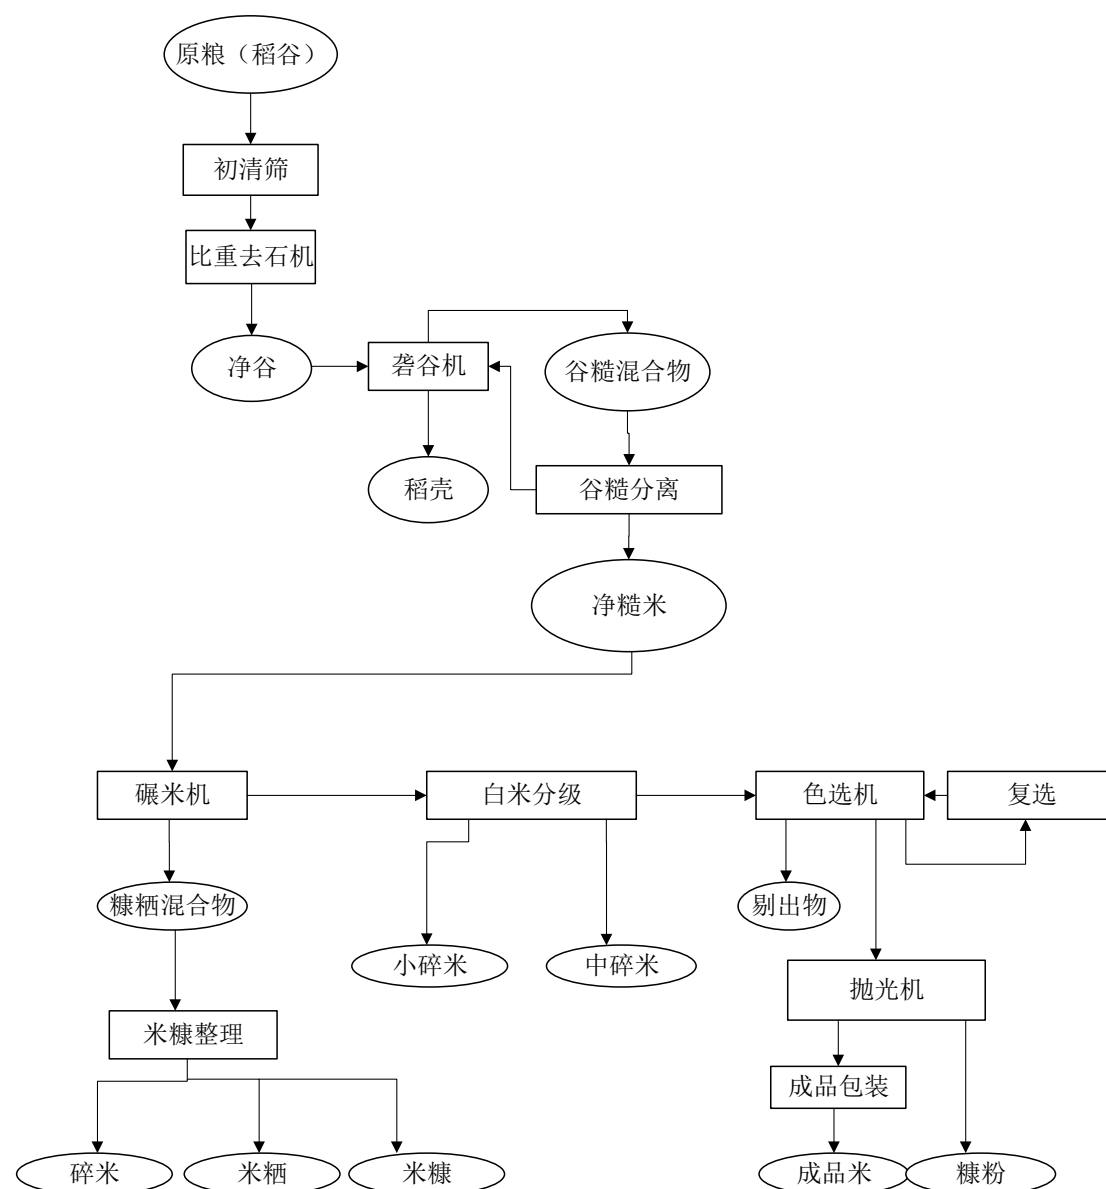 原粮（稻谷）
初清筛
比重去石机
净谷
砻谷机
谷糙混合物
稻壳
谷糙分离
净糙米
碾米机
白米分级
色选机
复选
糠粞混合物
剔出物
小碎米
中碎米
抛光机
米糠整理
成品包装
碎米
米粞
米糠
成品米
糠粉